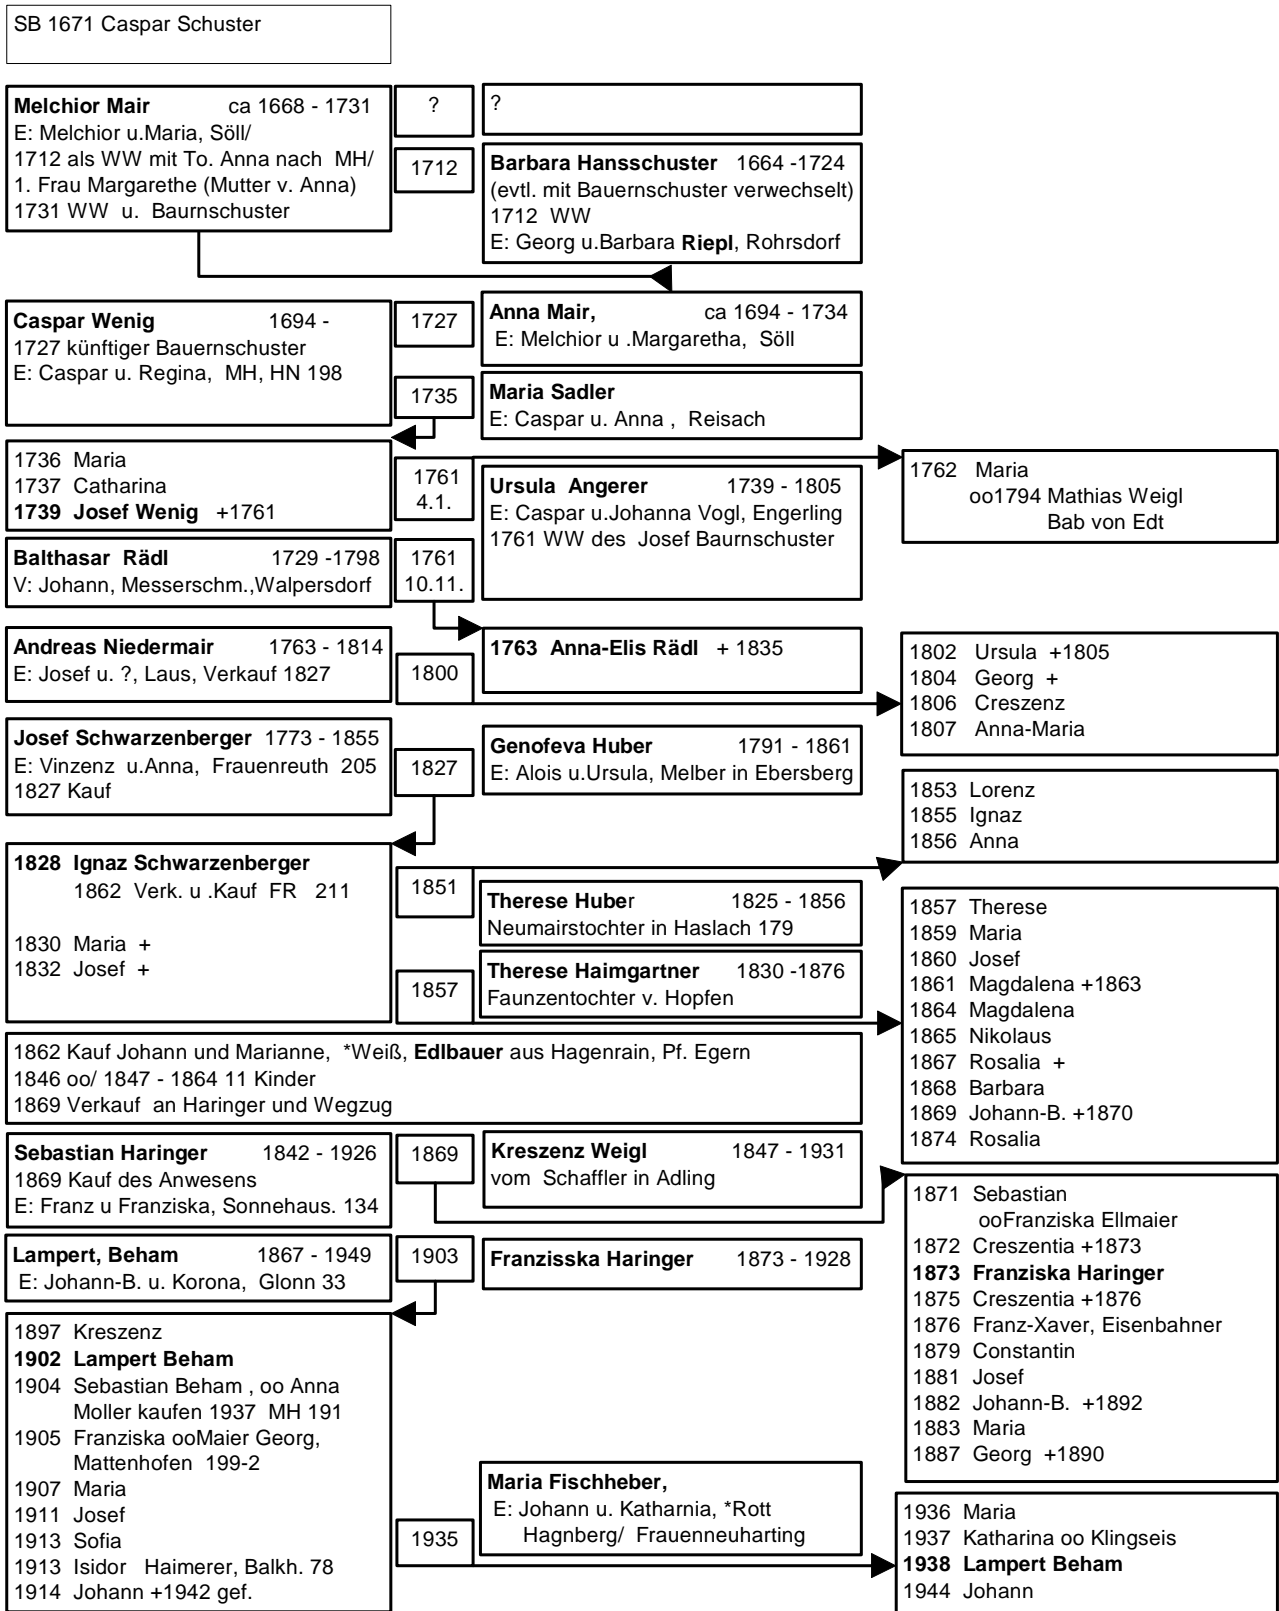 SB 1671 Caspar Schuster
Melchior Mair ca 1668 - 1731
E: Melchior u.Maria, Söll/
1712 als WW mit To. Anna nach MH/
1. Frau Margarethe (Mutter v. Anna)
1731 WW u. Baurnschuster
?
?
1712
Barbara Hansschuster 1664 -1724
(evtl. mit Bauernschuster verwechselt)
1712 WW
E: Georg u.Barbara Riepl, Rohrsdorf
Caspar Wenig 1694 -
1727 künftiger Bauernschuster
E: Caspar u. Regina, MH, HN 198
1727
Anna Mair, ca 1694 - 1734
E: Melchior u .Margaretha, Söll
1735
Maria Sadler
E: Caspar u. Anna , Reisach
1736 Maria
1737 Catharina
1739 Josef Wenig +1761
1761
4.1.
Ursula Angerer 1739 - 1805
E: Caspar u.Johanna Vogl, Engerling
1761 WW des Josef Baurnschuster
1762 Maria
oo1794 Mathias Weigl
Bab von Edt
Balthasar Rädl 1729 -1798
V: Johann, Messerschm.,Walpersdorf
1761
10.11.
Andreas Niedermair 1763 - 1814
E: Josef u. ?, Laus, Verkauf 1827
1800
1763 Anna-Elis Rädl + 1835
1802 Ursula +1805
1804 Georg +
1806 Creszenz
1807 Anna-Maria
Josef Schwarzenberger 1773 - 1855
E: Vinzenz u.Anna, Frauenreuth 205
1827 Kauf
1827
Genofeva Huber 1791 - 1861
E: Alois u.Ursula, Melber in Ebersberg
1853 Lorenz
1855 Ignaz
1856 Anna
1828 Ignaz Schwarzenberger
1862 Verk. u .Kauf FR 211
1830 Maria +
1832 Josef +
1851
Therese Huber 1825 - 1856
Neumairstochter in Haslach 179
1857
Therese Haimgartner 1830 -1876
Faunzentochter v. Hopfen
1857 Therese
1859 Maria
1860 Josef
1861 Magdalena +1863
1864 Magdalena
1865 Nikolaus
1867 Rosalia +
1868 Barbara
1869 Johann-B. +1870
1874 Rosalia
1862 Kauf Johann und Marianne, *Weiß, Edlbauer aus Hagenrain, Pf. Egern
1846 oo/ 1847 - 1864 11 Kinder
1869 Verkauf an Haringer und Wegzug
Sebastian Haringer 1842 - 1926
1869 Kauf des Anwesens
E: Franz u Franziska, Sonnehaus. 134
1869
Kreszenz Weigl 1847 - 1931
vom Schaffler in Adling
1871 Sebastian
ooFranziska Ellmaier
1872 Creszentia +1873
1873 Franziska Haringer
1875 Creszentia +1876
1876 Franz-Xaver, Eisenbahner
1879 Constantin
1881 Josef
1882 Johann-B. +1892
1883 Maria
1887 Georg +1890
Lampert, Beham 1867 - 1949
E: Johann-B. u. Korona, Glonn 33
1903
Franzisska Haringer 1873 - 1928
1897 Kreszenz
1902 Lampert Beham
1904 Sebastian Beham , oo Anna
Moller kaufen 1937 MH 191
1905 Franziska ooMaier Georg,
Mattenhofen 199-2
1907 Maria
1911 Josef
1913 Sofia
1913 Isidor Haimerer, Balkh. 78
1914 Johann +1942 gef.
1935
Maria Fischheber,
E: Johann u. Katharnia, *Rott
Hagnberg/ Frauenneuharting
1936 Maria
1937 Katharina oo Klingseis
1938 Lampert Beham
1944 Johann